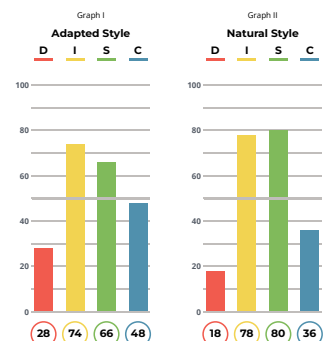 Graph I
Adapted Style
D I S C
100
80
60
40
20
0
28 74 66 48
Graph II
Natural Style
D I S C
100
80
60
40
20
0
18 78 80 36